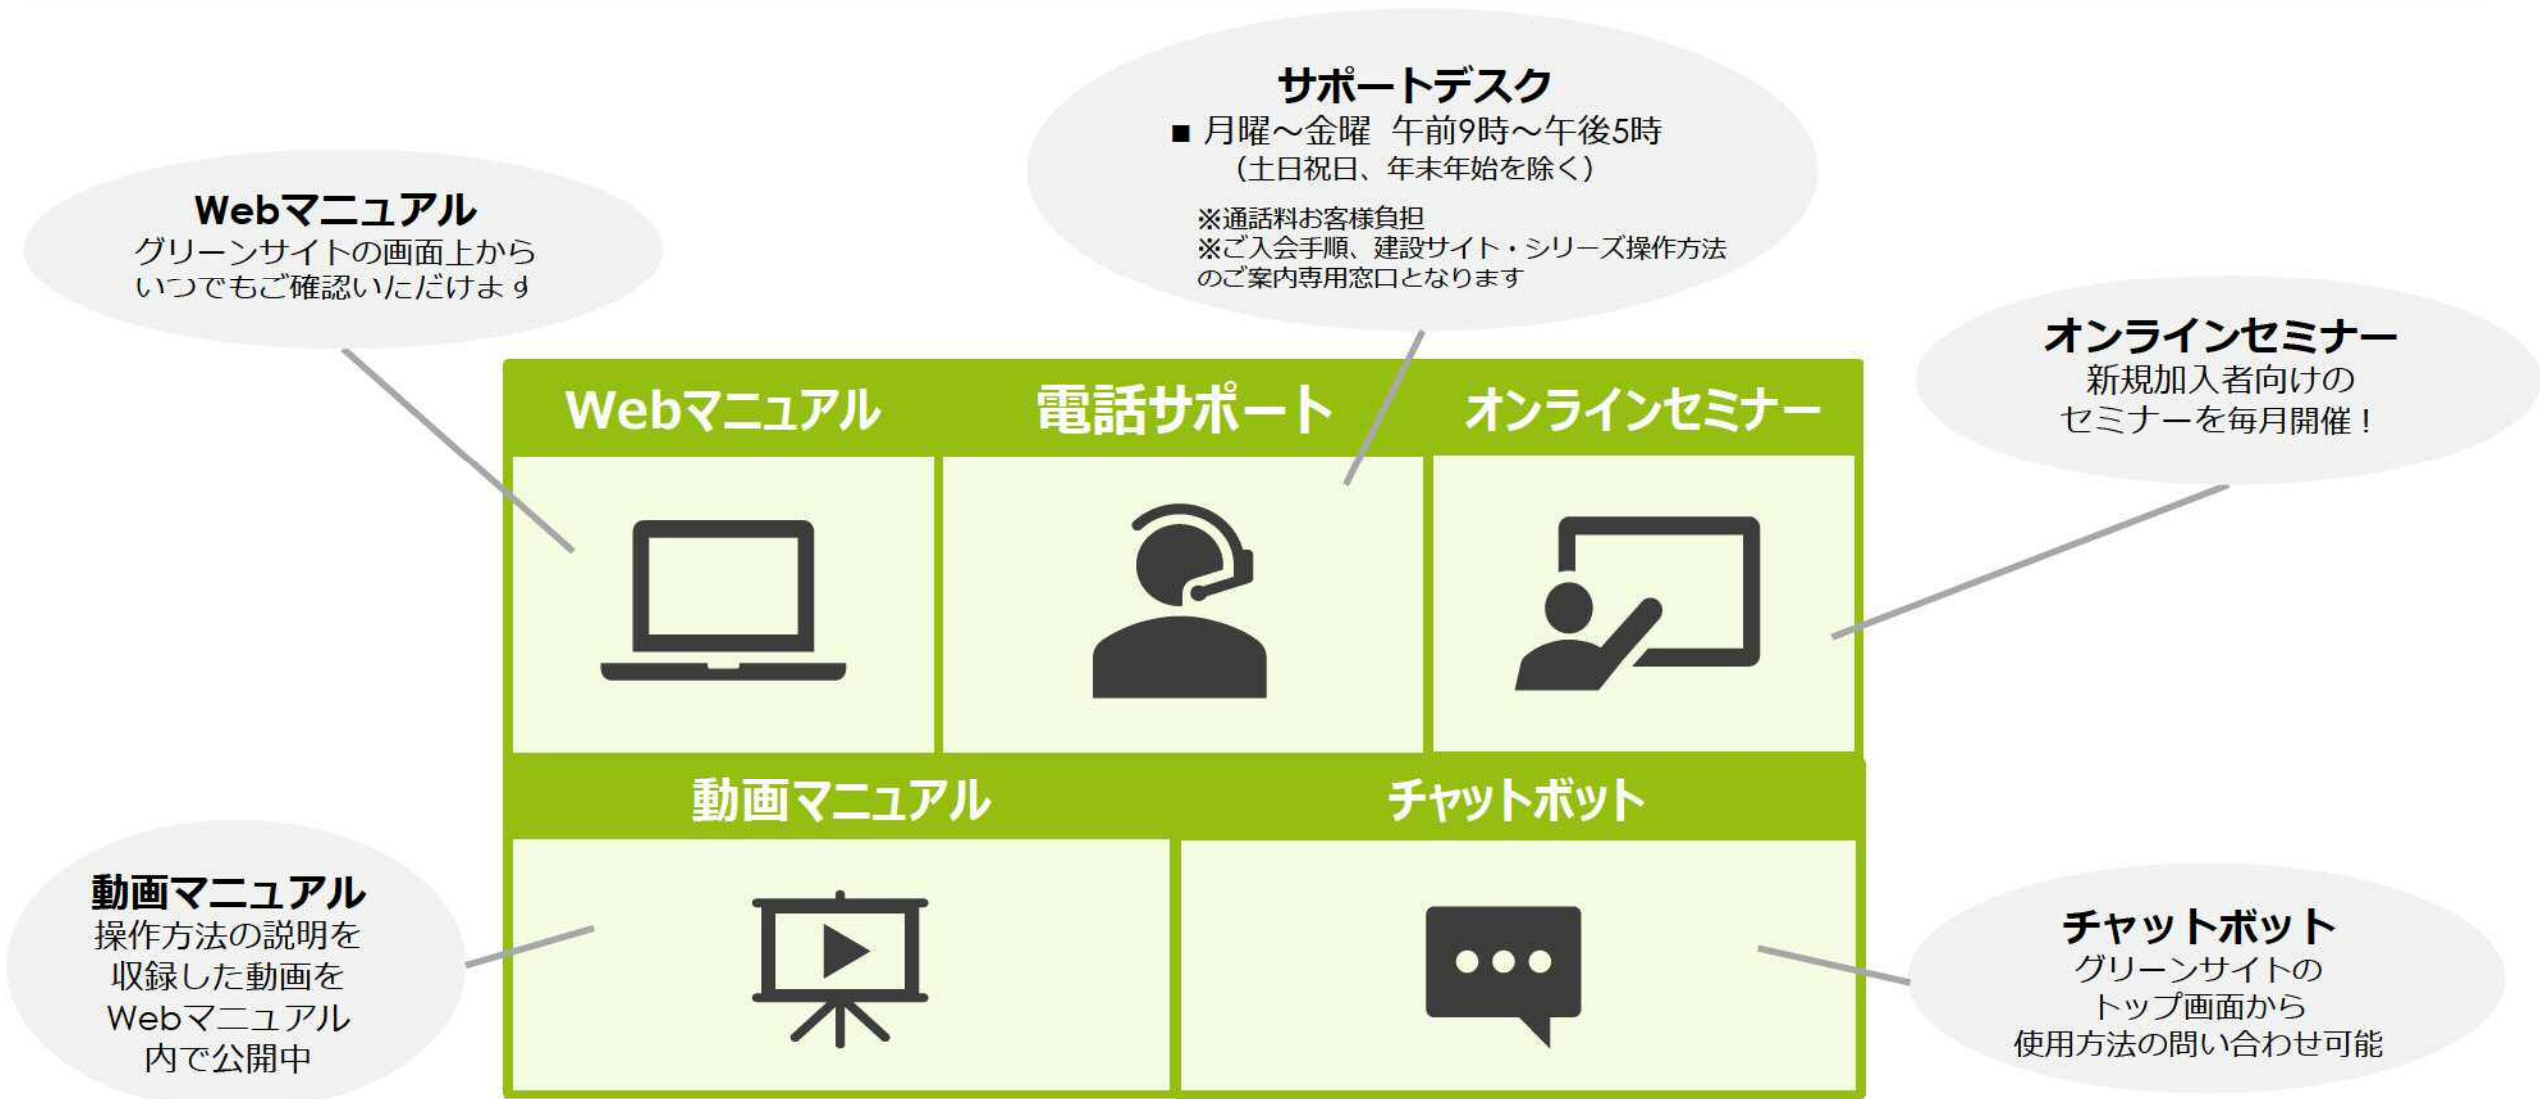 サポートデスク
■ 月曜～金曜 午前9時～午後5時
（土日祝日、年末年始を除く）
※通話料お客様負担
※ご入会手順、建設サイト・シリーズ操作方法
のご案内専用窓口となります
Webマニュアル
グリーンサイトの画面上から
いつでもご確認いただけます
オンラインセミナー
新規加入者向けの
セミナーを毎月開催！
Webマニュアル
電話サポート
オンラインセミナー
動画マニュアル
チャットボット
動画マニュアル
操作方法の説明を
収録した動画を
Webマニュアル
内で公開中
チャットボット
グリーンサイトの
トップ画面から
使用方法の問い合わせ可能